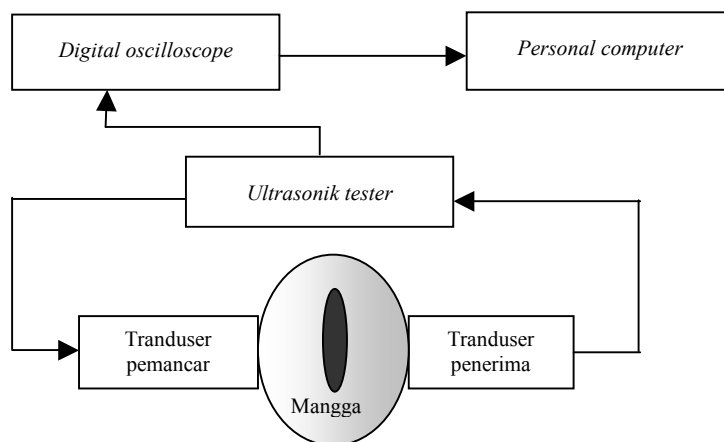 Digital oscilloscope
Personal computer
Ultrasonik tester
Tranduser
pemancar
Tranduser
penerima
Mangga